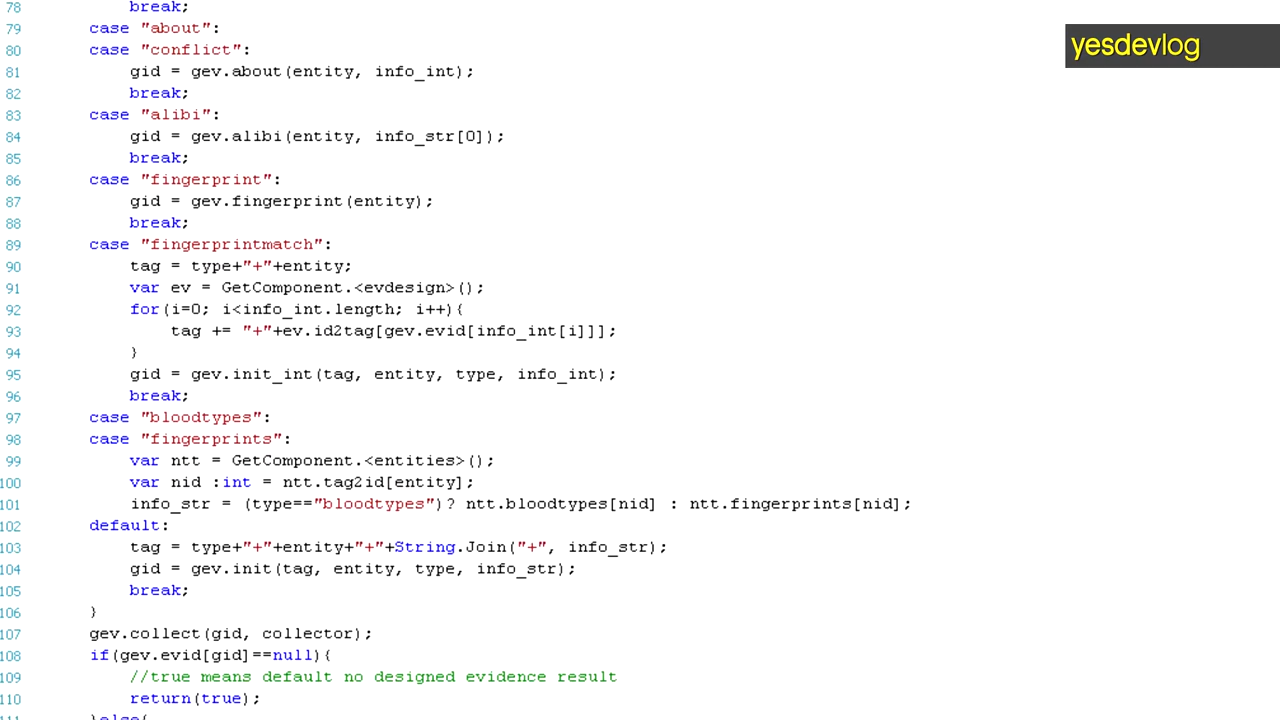 78 break;
yesdevlog
79 case "about":
80 case "conflict":
81 gid = gev.about(entity, info_int);
82 break;
83 case "alibi":
84 gid = gev.alibi(entity, info_str[0]);
85 break;
86 case "fingerprint":
87 gid = gev.fingerprint(entity);
88 break;
89 case "fingerprintmatch":
90 tag = type+"+"+entity;
91 var ev = GetComponent.<evdesign>();
92 for(i=0; i<info_int.length; i++){
93 tag += "+"+ev.id2tag[gev.evid[info_int[i]]];
94 }
95 gid = gev.init_int(tag, entity, type, info_int);
96 break;
97 case "bloodtypes":
98 case "fingerprints":
99 var ntt = GetComponent.<entities>();
100 var nid :int = ntt.tag2id[entity];
101 info_str = (type=="bloodtypes")? ntt.bloodtypes[nid] : ntt.fingerprints[nid];
102 default:
103 tag = type+"+"+entity+"+"+String.Join("+", info_str);
104 gid = gev.init(tag, entity, type, info_str);
105 break;
106 }
107 gev.collect(gid, collector);
108 if(gev.evid[gid]==null){
109 //true means default no designed evidence result
110 return(true);
111 }else{